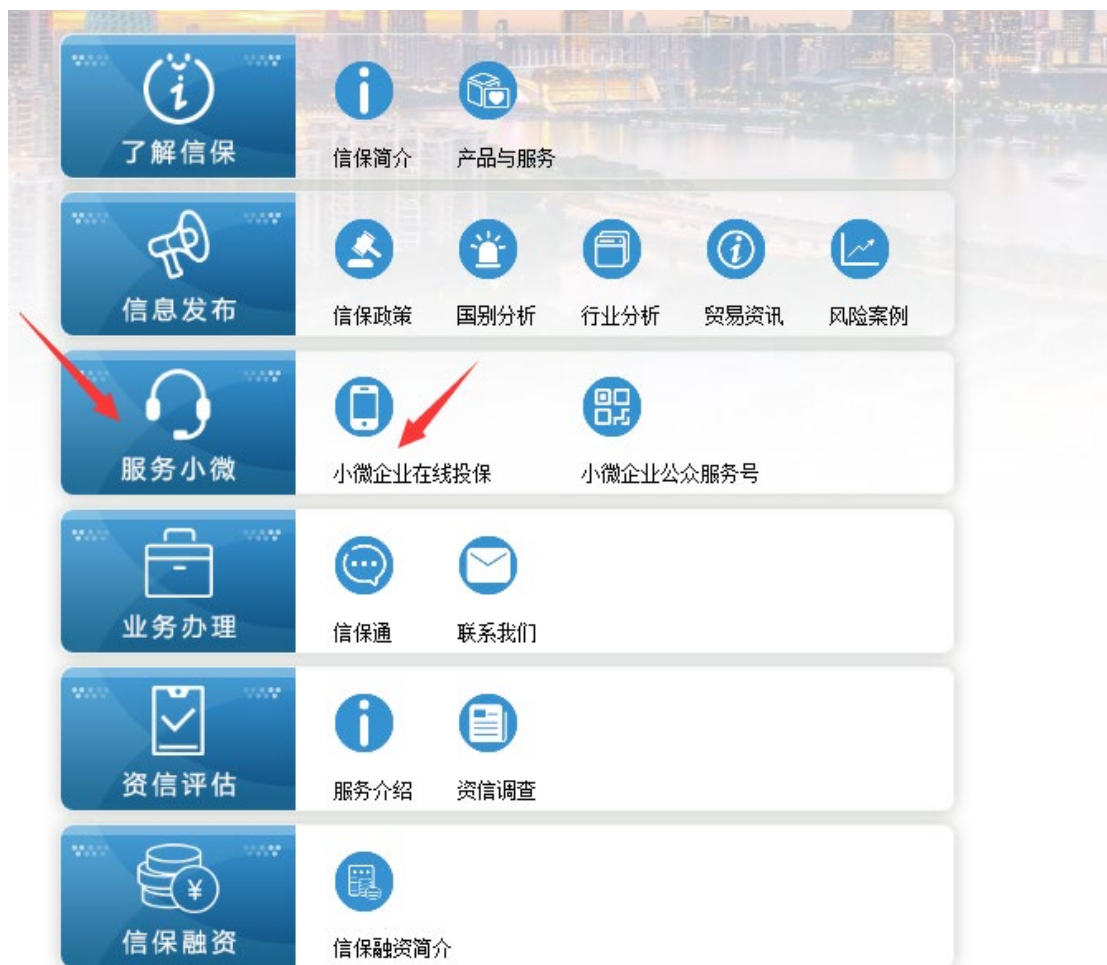 了解信保
信保简介 产品与服务
信息发布
信保政策 国别分析 行业分析 贸易资讯 风险案例
服务小微
小微企业在线投保 小微企业公众服务号
业务办理
信保通 联系我们
资信评估
服务介绍 资信调查
信保融资
信保融资简介